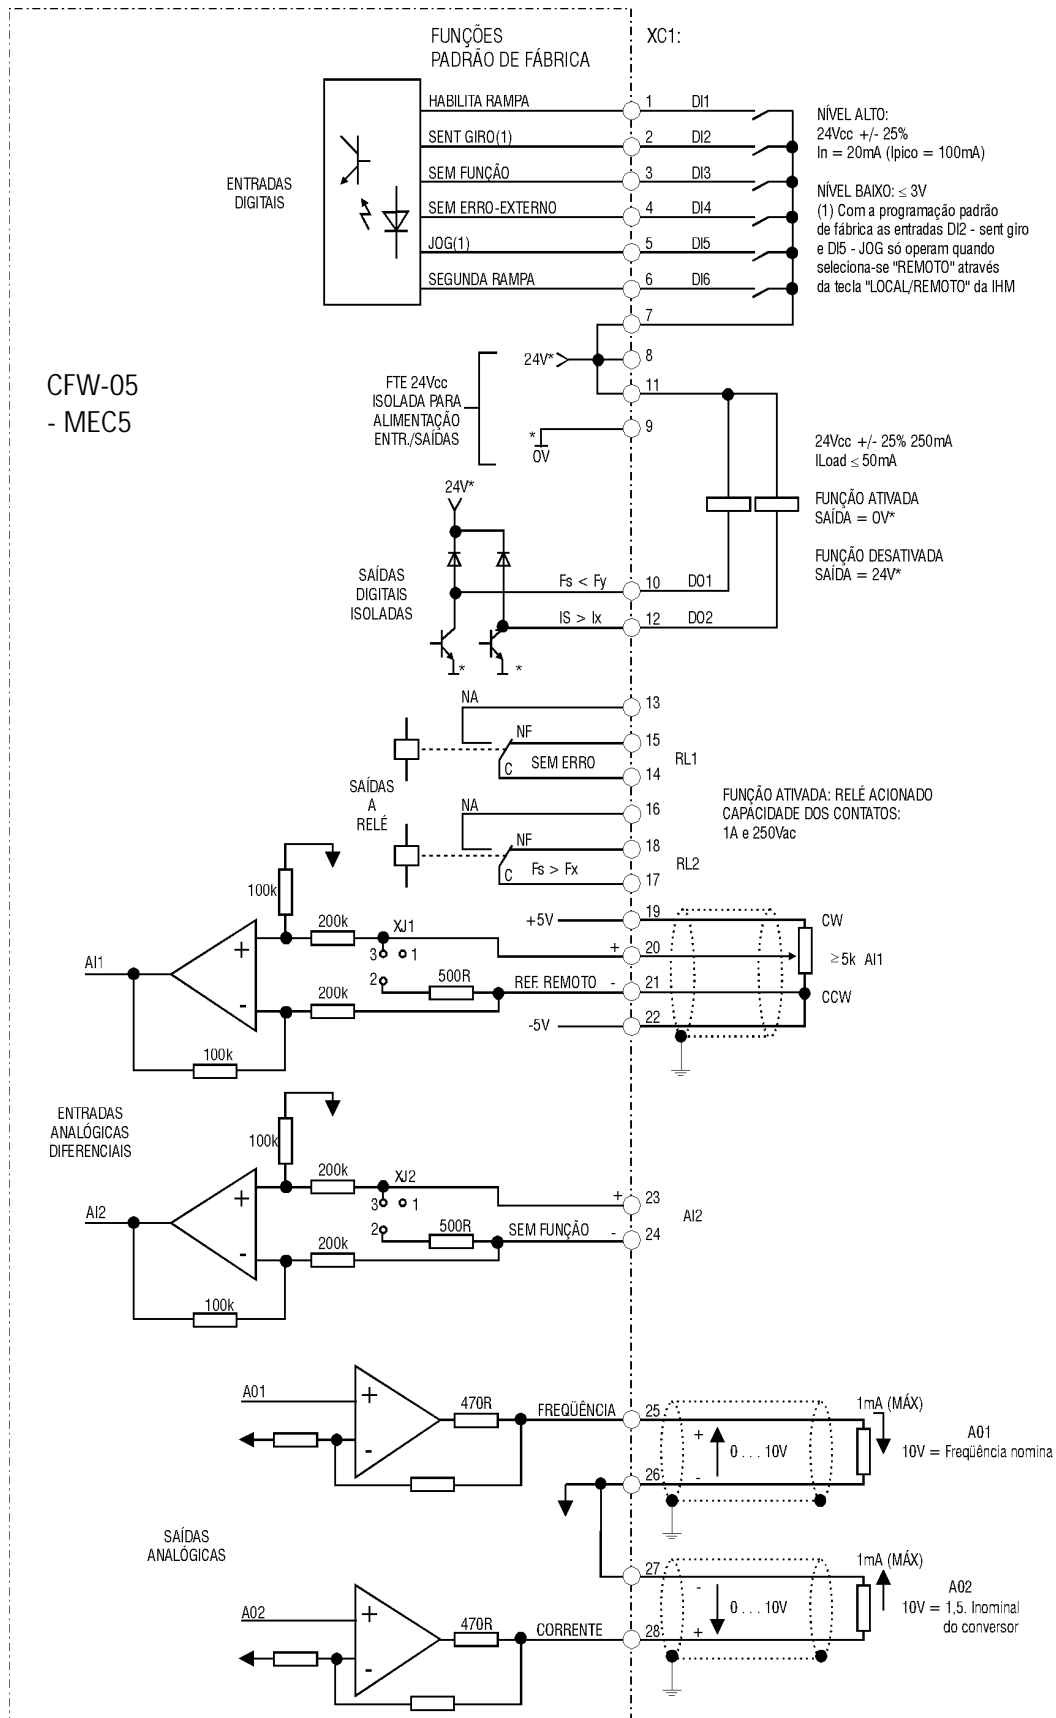 FUNÇÕES
PADRÃO DE FÁBRICA
XC1:
HABILITA RAMPA
1
DI1
SENT GIRO(1)
2
DI2
SEM FUNÇÃO
3
DI3
SEM ERRO-EXTERNO
4
DI4
JOG(1)
5
DI5
SEGUNDA RAMPA
6
DI6
7
ENTRADAS
DIGITAIS
NÍVEL ALTO:
24Vcc +/- 25%
In = 20mA (Ipico = 100mA)
NÍVEL BAIXO: ≤ 3V
(1) Com a programação padrão
de fábrica as entradas DI2 - sent giro
e DI5 - JOG só operam quando
seleciona-se "REMOTO" através
da tecla "LOCAL/REMOTO" da IHM
CFW-05
- MEC5
24V*
8
11
FTE 24Vcc
ISOLADA PARA
ALIMENTAÇÃO
ENTR./SAÍDAS
*
0V
9
24Vcc +/- 25% 250mA
ILoad ≤ 50mA
FUNÇÃO ATIVADA
SAÍDA = 0V*
FUNÇÃO DESATIVADA
SAÍDA = 24V*
24V*
SAÍDAS
DIGITAIS
ISOLADAS
Fs < Fy
10
DO1
IS > Ix
12
DO2
*
*
NA
13
NF
15
C
SEM ERRO
14
RL1
SAÍDAS
A
RELÉ
NA
16
NF
18
C
Fs > Fx
17
RL2
FUNÇÃO ATIVADA: RELÉ ACIONADO
CAPACIDADE DOS CONTATOS:
1A e 250Vac
100k
200k
XJ1
3
1
2
500R
200k
100k
AI1
+
-
+5V
19
CW
+
20
≥5k AI1
REF. REMOTO
-
21
CCW
-5V
22
ENTRADAS
ANALÓGICAS
DIFERENCIAIS
100k
200k
XJ2
3
1
2
500R
200k
100k
AI2
+
-
+
23
SEM FUNÇÃO
-
24
AI2
A01
+
-
470R
FREQÜÊNCIA
25
+
0 . . . 10V
-
26
1mA (MÁX)
A01
10V = Freqüência nomina
SAÍDAS
ANALÓGICAS
27
-
0 . . . 10V
+
1mA (MÁX)
A02
10V = 1,5. Inominal
do conversor
A02
+
-
470R
CORRENTE
28